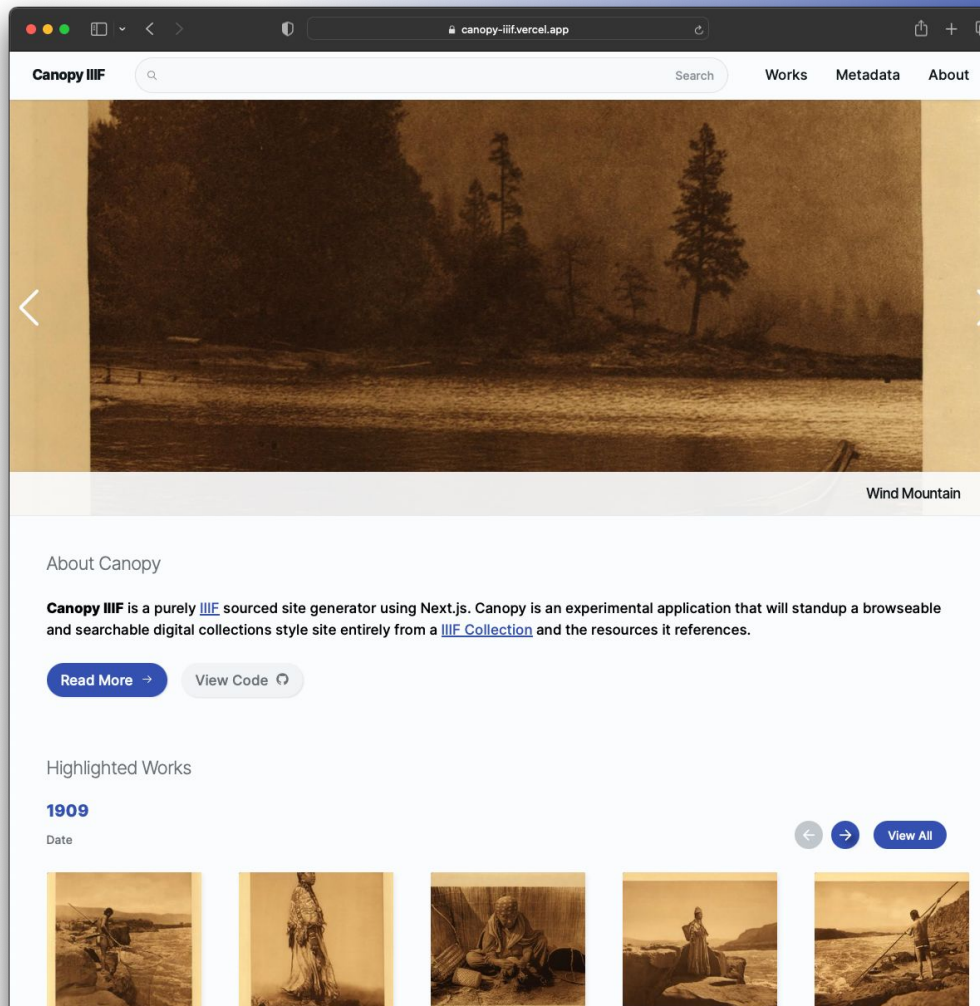 canopy-iiif.vercel.app
Canopy IIIF
Search
Works
Metadata
About
Wind Mountain
About Canopy
Canopy IIIF is a purely IIIF sourced site generator using Next.js. Canopy is an experimental application that will standup a browseable
and searchable digital collections style site entirely from a IIIF Collection and the resources it references.
Read More →
View Code
Highlighted Works
1909
Date
View All